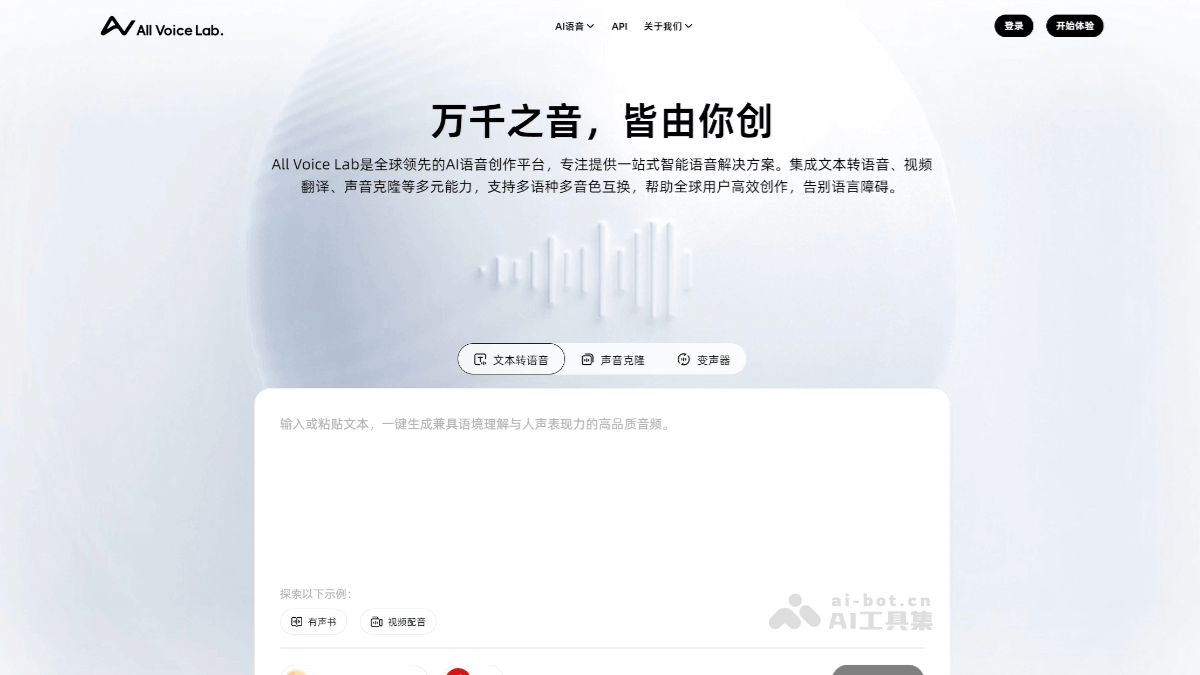 All Voice Lab.
AI语音
API
关于我们
登录
开始体验
万千之音，皆由你创
All Voice Lab是全球领先的AI语音创作平台，专注提供一站式智能语音解决方案。集成文本转语音、视频
翻译、声音克隆等多元能力，支持多语种多音色互换，帮助全球用户高效创作，告别语言障碍。
文本转语音
声音克隆
变声器
输入或粘贴文本，一键生成兼具语境理解与人声表现力的高品质音频。
探索以下示例：
有声书
视频配音
ai-bot.cn
AI工具集